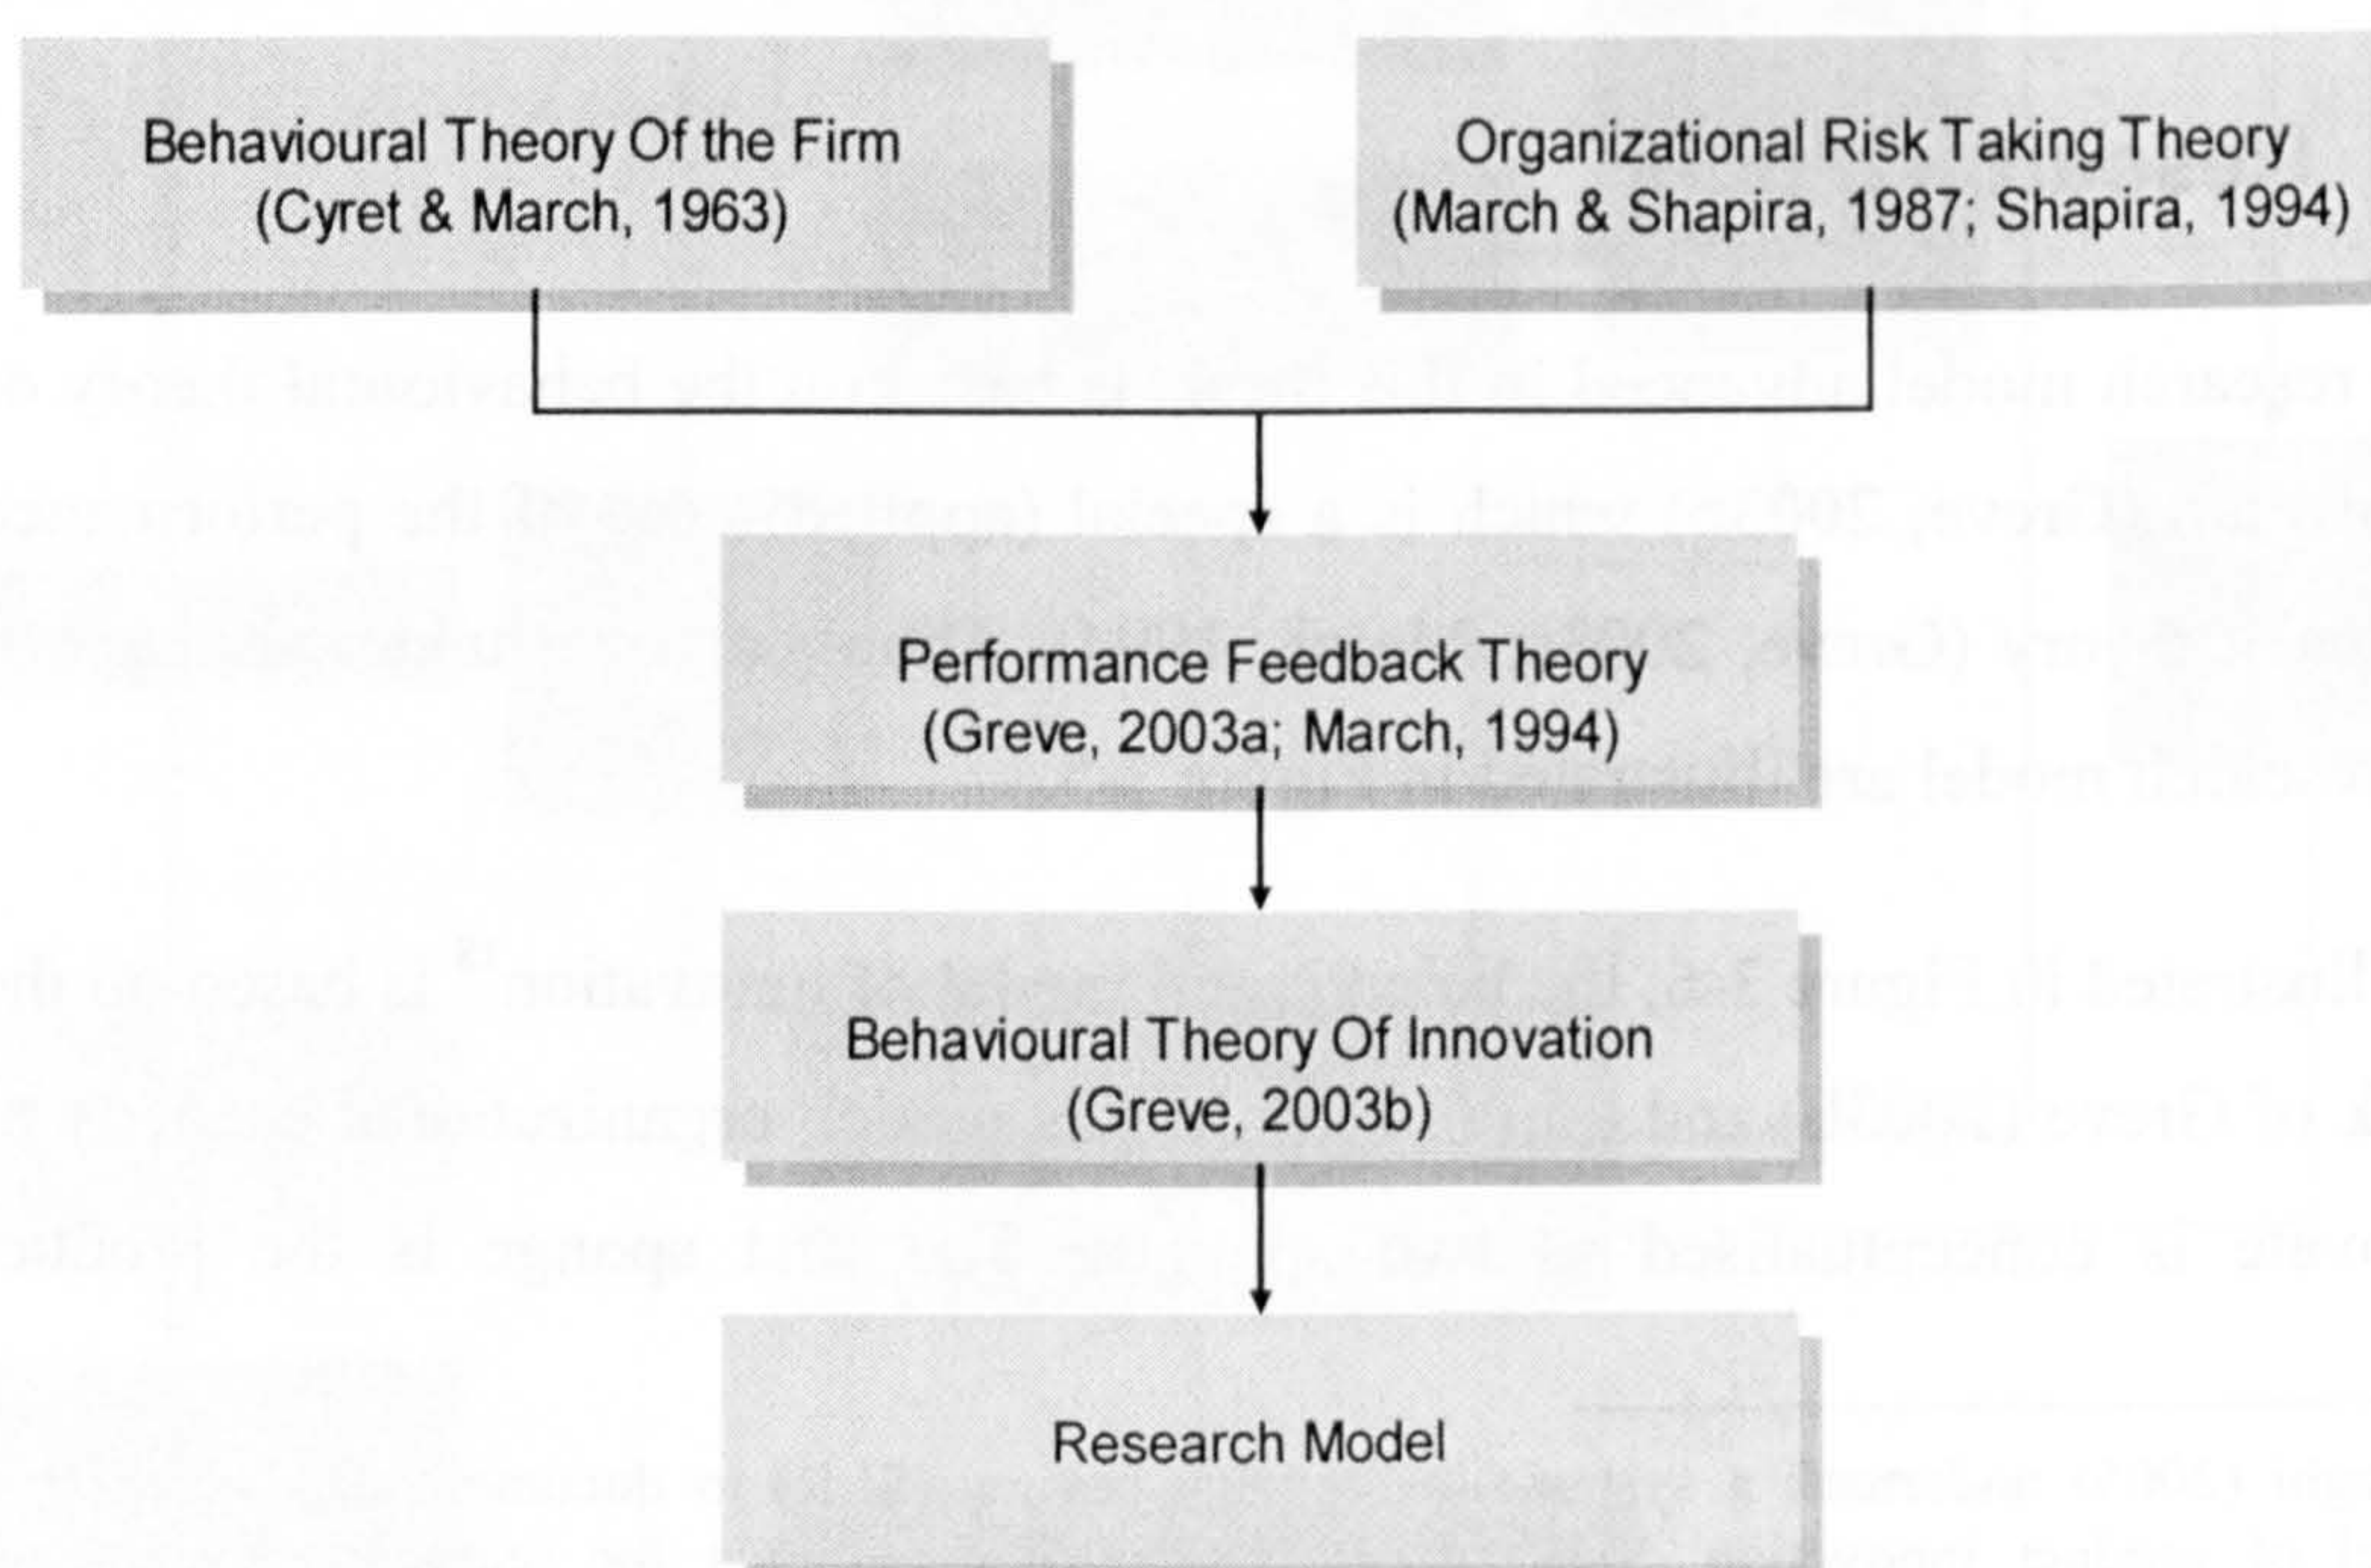 Behavioural Theory Of the Firm
(Cyret & March, 1963)
Organizational Risk Taking Theory
(March & Shapira, 1987; Shapira, 1994)
Performance Feedback Theory
(Greve, 2003a; March, 1994)
Behavioural Theory Of Innovation
(Greve, 2003b)
Research Model